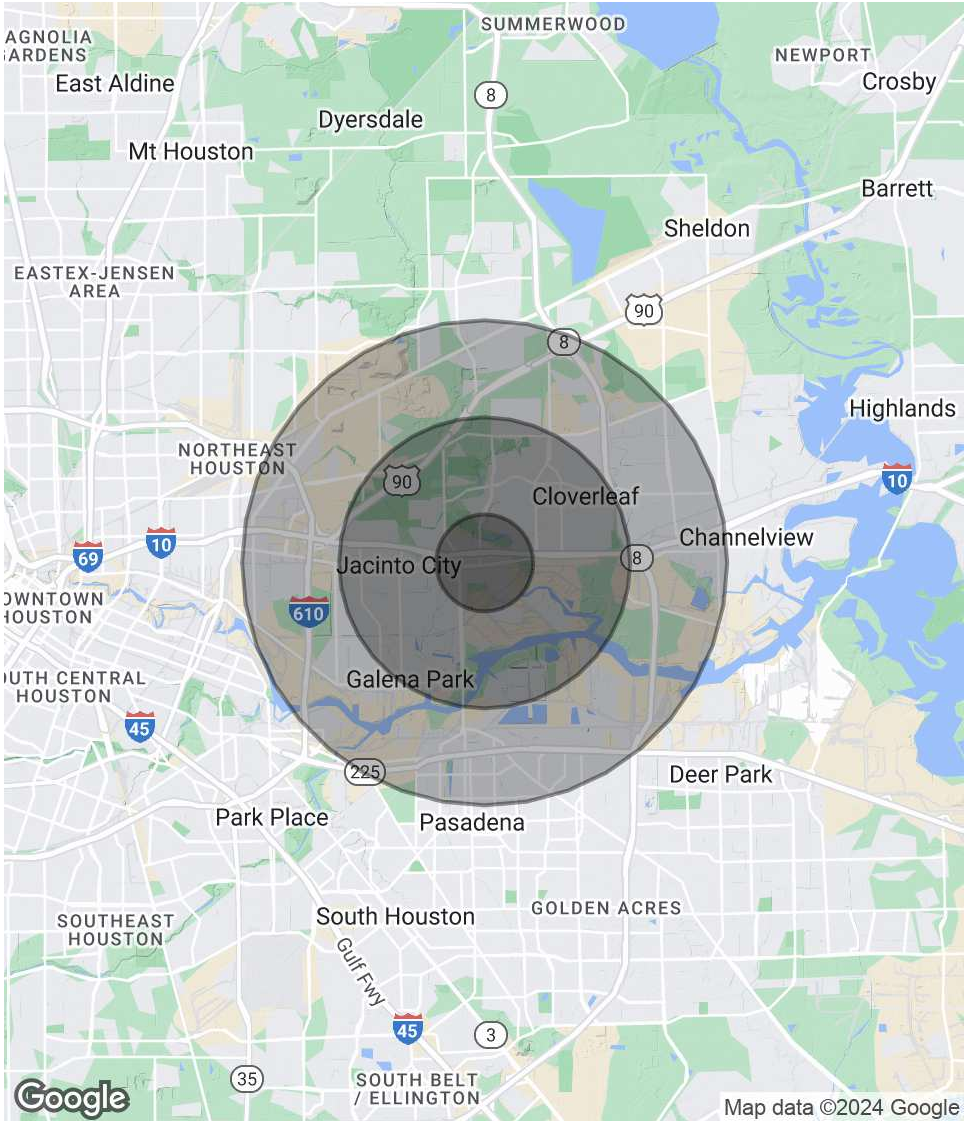 SUMMERWOOD
AGNOLIA
GARDENS
NEWPORT
East Aldine
Crosby
8
Dyersdale
Mt Houston
Barrett
Sheldon
EASTEX-JENSEN
AREA
90
8
Highlands
NORTHEAST
HOUSTON
90
10
Cloverleaf
Channelview
10
69
8
Jacinto City
OWNTOWN
HOUSTON
610
Galena Park
OUTH CENTRAL
HOUSTON
45
225
Deer Park
Park Place
Pasadena
GOLDEN ACRES
South Houston
SOUTHEAST
HOUSTON
Gulf Fwy
45
3
35
SOUTH BELT
/ ELLINGTON
Google
Map data ©2024 Google